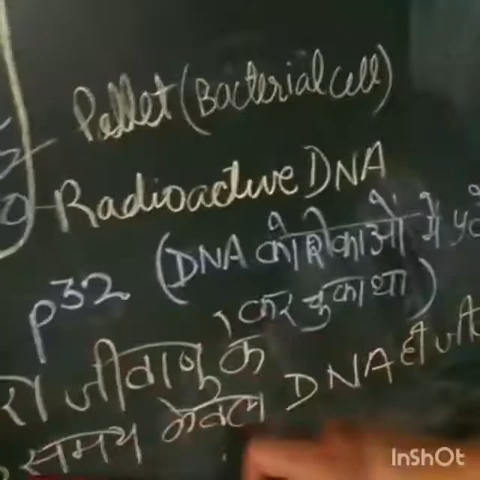 Pellet (Bacterial cell)
Radioactive DNA
P32 (DNA कोशिकाओं में
कर चुका था)
रा जीवाणु के
समय केवल DNA ही
InShOt